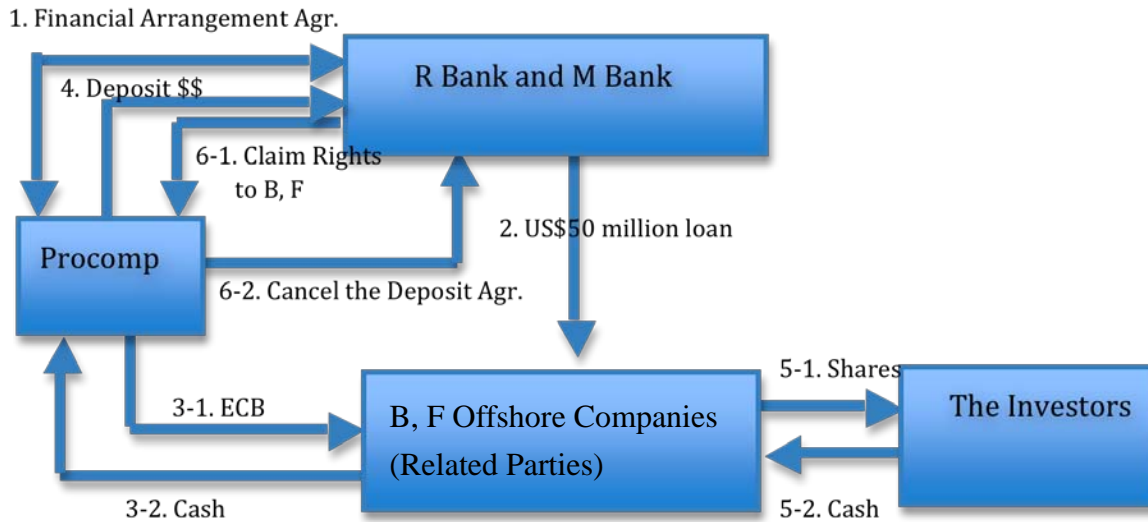 1. Financial Arrangement Agr.
R Bank and M Bank
4. Deposit $$
6-1. Claim Rights
to B, F
2. US$50 million loan
Procomp
6-2. Cancel the Deposit Agr.
5-1. Shares
3-1. ECB
B, F Offshore Companies
(Related Parties)
The Investors
3-2. Cash
5-2. Cash